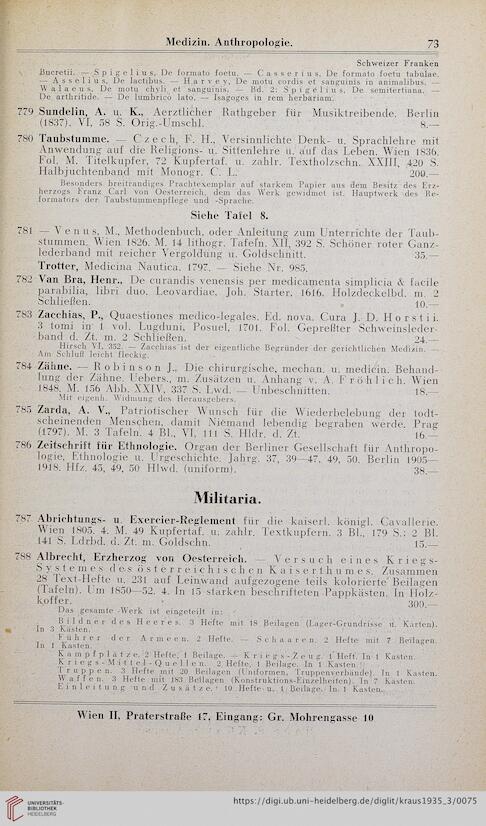 Medizin. Anthropologie. 73
Schweizer Franken
Bucretii. — Spigelius, De formato foetu. — Casserius, De formato foetu tabulae.
— Asselius, De lactibus. — Harvey, De motu cordis et sanguinis in animalibus. —
Walaeus, De motu chyli et sanguinis. — Bd. 2: Spigelius, De semitertiana. —
De arthritide. — De lumbrico lato. — Isagoges in rem herbariam.
779 Sundelin, A. u. K., Aerztlicher Rathgeber für Musiktreibende. Berlin
(1837). VI, 58 S. Orig.-Umschl. 8.—
780 Taubstumme. — Czech, F. H., Versinnlichte Denk- u. Sprachlehre mit
Anwendung auf die Religions- u. Sittenlehre u. auf das Leben. Wien 1836.
Fol. M. Titelkupfer, 72 Kupfertaf. u. zahlr. Textholzschn. XXIII, 420 S.
Halbjuchtenband mit Monogr. C. L. 200.—
Besonders breitrandiges Prachtexemplar auf starkem Papier aus dem Besitz des Erz-
herzogs Franz Carl von Oesterreich, dem das Werk gewidmet ist. Hauptwerk des Re-
formators der Taubstummenpflege und -Sprache.
Siehe Tafel 8.
781 — Venus, M., Methodenbuch, oder Anleitung zum Unterrichte der Taub-
stummen. Wien 1826. M. 14 lithogr. Tafeln. XII, 392 S. Schöner roter Ganz-
lederband mit reicher Vergoldung u. Goldschnitt. 35.—
Trotter, Medicina Nautica. 1797. — Siehe Nr. 985.
782 Van Bra, Henr., De curandis venensis per medicamenta simplicia & facile
parabilia, libri duo. Leovardiae, Joh. Starter, 1616. Holzdeckelbd. m. 2
Schließen. 10.—
783 Zacchias, P., Quaestiones medico-legales. Ed. nova. Cura J. D. Horstii.
3 tomi in 1 vol. Lugduni, Posuel, 1701. Fol. Gepreßter Schweinsleder-
band d. Zt. m. 2 Schließen. 24.—
Hirsch VI, 352. — Zacchias ist der eigentliche Begründer der gerichtlichen Medizin. —
Am Schluß leicht fleckig.
784 Zähne. — Robinson J., Die chirurgische, mechan. u. medicin. Behand-
lung der Zähne. Uebers., m. Zusätzen u. Anhang v. A. Fröhlich. Wien
1848. M. 156 Abb. XXIV, 337 S. Lwd. — Unbeschnitten. 18.—
Mit eigenh. Widmung des Herausgebers.
785 Zarda, A. V., Patriotischer Wunsch für die Wiederbelebung der todt-
scheinenden Menschen, damit Niemand lebendig begraben werde. Prag
(1797). M. 3 Tafeln. 4 Bl., VI, 111 S. Hldr. d. Zt. 16.—
786 Zeitschrift für Ethnologie. Organ der Berliner Gesellschaft für Anthropo-
logie, Ethnologie u. Urgeschichte. Jahrg. 37, 39—47, 49, 50. Berlin 1905—
1918. Hfz. 45, 49, 50 Hlwd. (uniform). 38.—
Militaria.
787 Abrichtungs- u. Exercier-Reglement für die kaiserl. königl. Cavallerie.
Wien 1805. 4. M. 49 Kupfertaf. u. zahlr. Textkupfern. 3 Bl., 179 S.; 2 Bl.
141 S. Ldrbd. d. Zt. m. Goldschn. 15.—
788 Albrecht, Erzherzog von Oesterreich. — Versuch eines Kriegs-
Systemes des österreichischen Kaiserthumes. Zusammen
28 Text-Hefte u. 231 auf Leinwand aufgezogene teils kolorierte Beilagen
(Tafeln). Um 1850—52. 4. In 15 starken beschrifteten Pappkästen. In Holz-
koffer. 300.—
Das gesamte Werk ist eingeteilt in:
Bildner des Heeres. 3 Hefte mit 18 Beilagen (Lager-Grundrisse u. Karten).
In 3 Kästen.
Führer der Armeen. 2 Hefte. — Schaaren. 2 Hefte mit 7 Beilagen.
In 1 Kasten.
Kampfplätze. 2 Hefte, 1 Beilage. — Kriegs-Zeug. 1 Heft. In 1 Kasten.
Kriegs-Mittel-Quellen. 2 Hefte, 1 Beilage. In 1 Kasten.
Truppen. 3 Hefte mit 20 Beilagen (Uniformen, Truppenverbände). In 1 Kasten.
Waffen. 3 Hefte mit 183 Beilagen (Konstruktions-Einzelheiten). In 7 Kästen.
Einleitung und Zusätze. 10 Hefte u. 1 Beilage. In 1 Kasten.
Wien II, Praterstraße 17, Eingang: Gr. Mohrengasse 10
UNIVERSITÄTS-
BIBLIOTHEK
HEIDELBERG
https://digi.ub.uni-heidelberg.de/diglit/kraus1935_3/0075